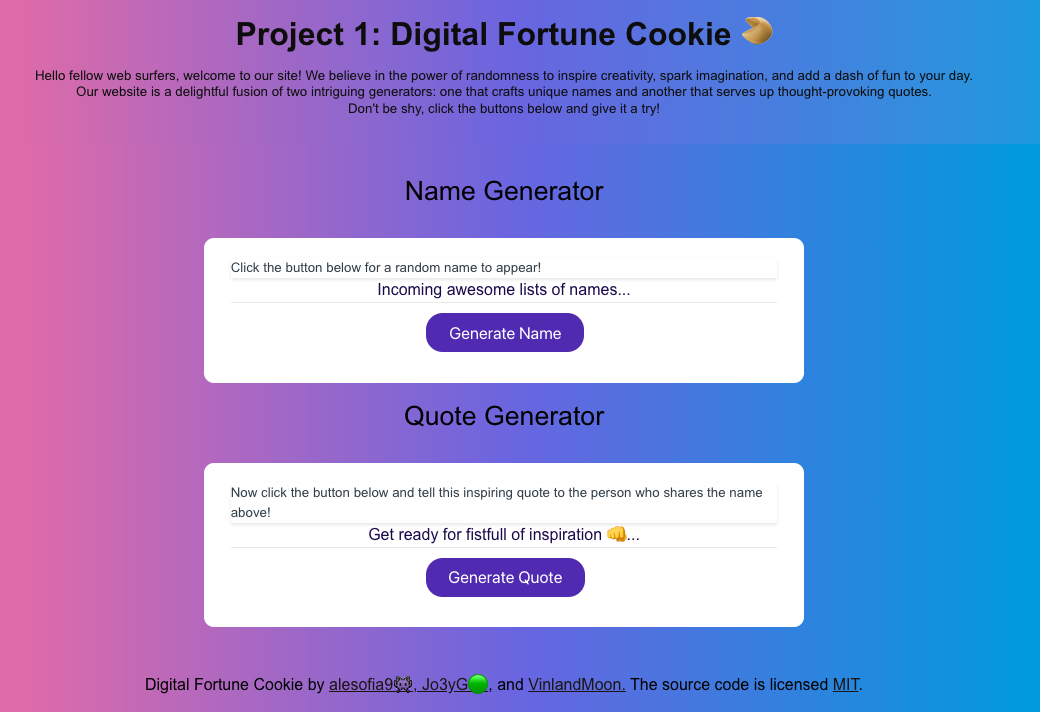 Project 1: Digital Fortune Cookie 🥠
Hello fellow web surfers, welcome to our site! We believe in the power of randomness to inspire creativity, spark imagination, and add a dash of fun to your day.
Our website is a delightful fusion of two intriguing generators: one that crafts unique names and another that serves up thought-provoking quotes.
Don't be shy, click the buttons below and give it a try!
Name Generator
Click the button below for a random name to appear!
Incoming awesome lists of names...
Generate Name
Quote Generator
Now click the button below and tell this inspiring quote to the person who shares the name
above!
Get ready for fistfull of inspiration 👊...
Generate Quote
Digital Fortune Cookie by alesofia9🐹, Jo3yG🟢, and VinlandMoon. The source code is licensed MIT.